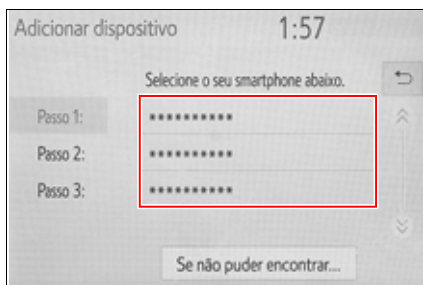 Adicionar dispositivo 1:57
Selecione o seu smartphone abaixo.
Passo 1: **********
Passo 2: **********
Passo 3: **********
Se não puder encontrar....